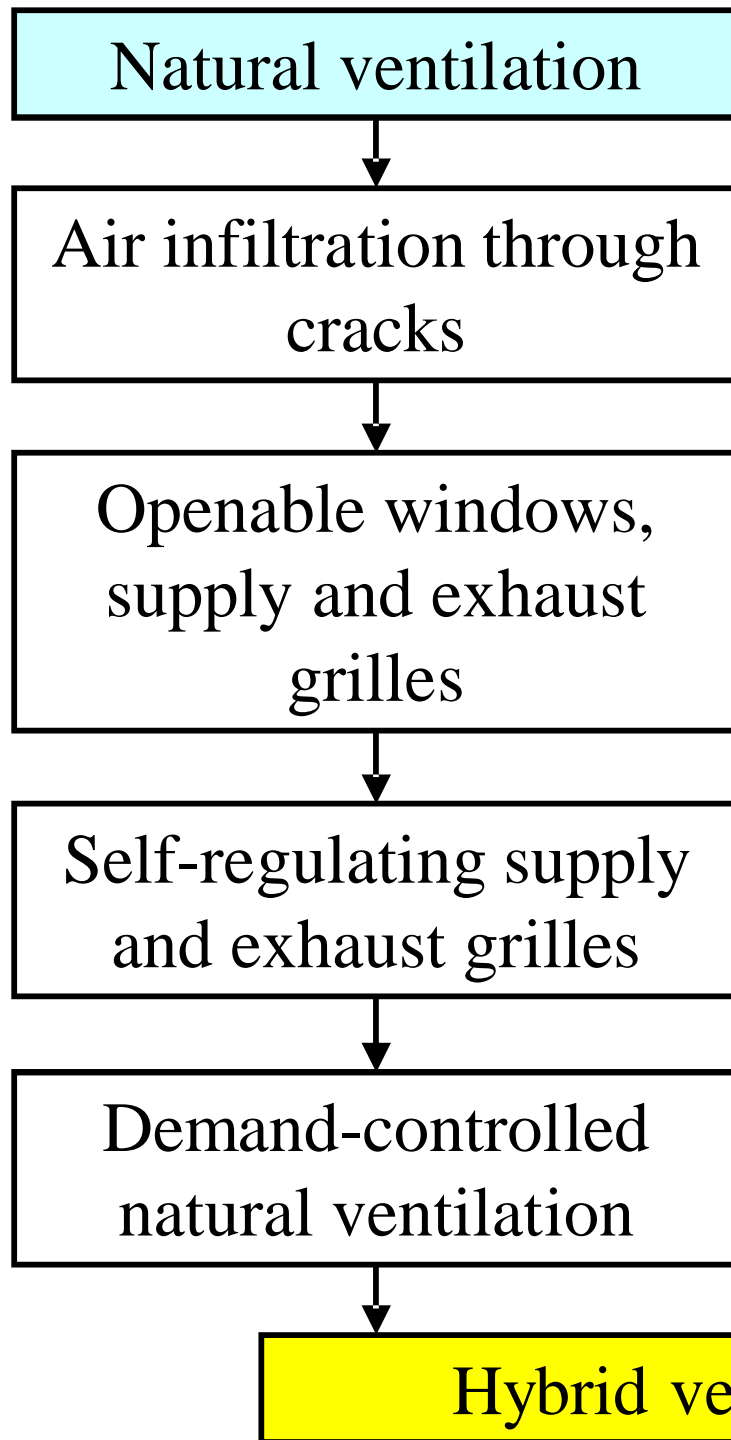 Natural ventilation
Air infiltration through
cracks
Openable windows,
supply and exhaust
grilles
Self-regulating supply
and exhaust grilles
Demand-controlled
natural ventilation
Hybrid ve